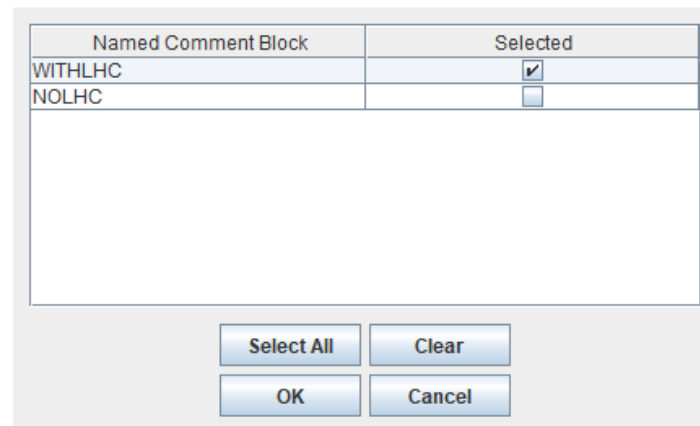 Named Comment Block Selected
WITHLHC
NOLHC
Select All Clear
OK Cancel